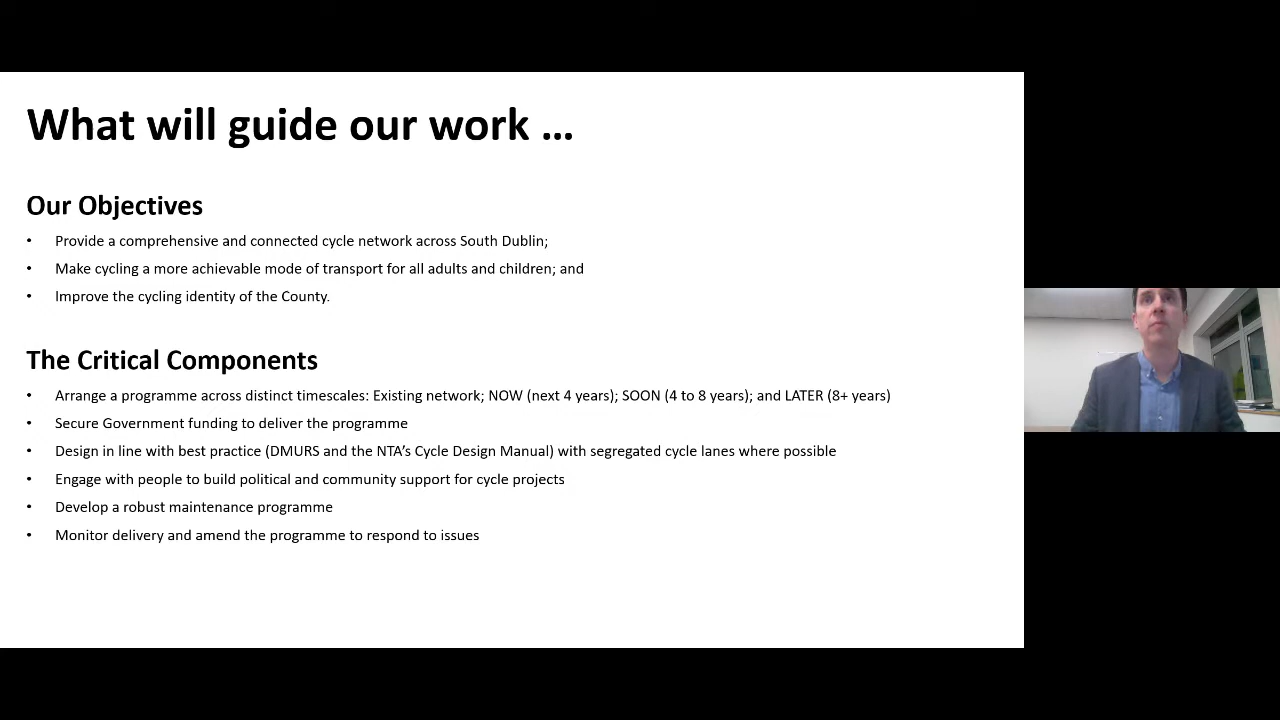 What will guide our work ...
Our Objectives
• Provide a comprehensive and connected cycle network across South Dublin;
• Make cycling a more achievable mode of transport for all adults and children; and
• Improve the cycling identity of the County.
The Critical Components
• Arrange a programme across distinct timescales: Existing network; NOW (next 4 years); SOON (4 to 8 years); and LATER (8+ years)
• Secure Government funding to deliver the programme
• Design in line with best practice (DMURS and the NTA’s Cycle Design Manual) with segregated cycle lanes where possible
• Engage with people to build political and community support for cycle projects
• Develop a robust maintenance programme
• Monitor delivery and amend the programme to respond to issues